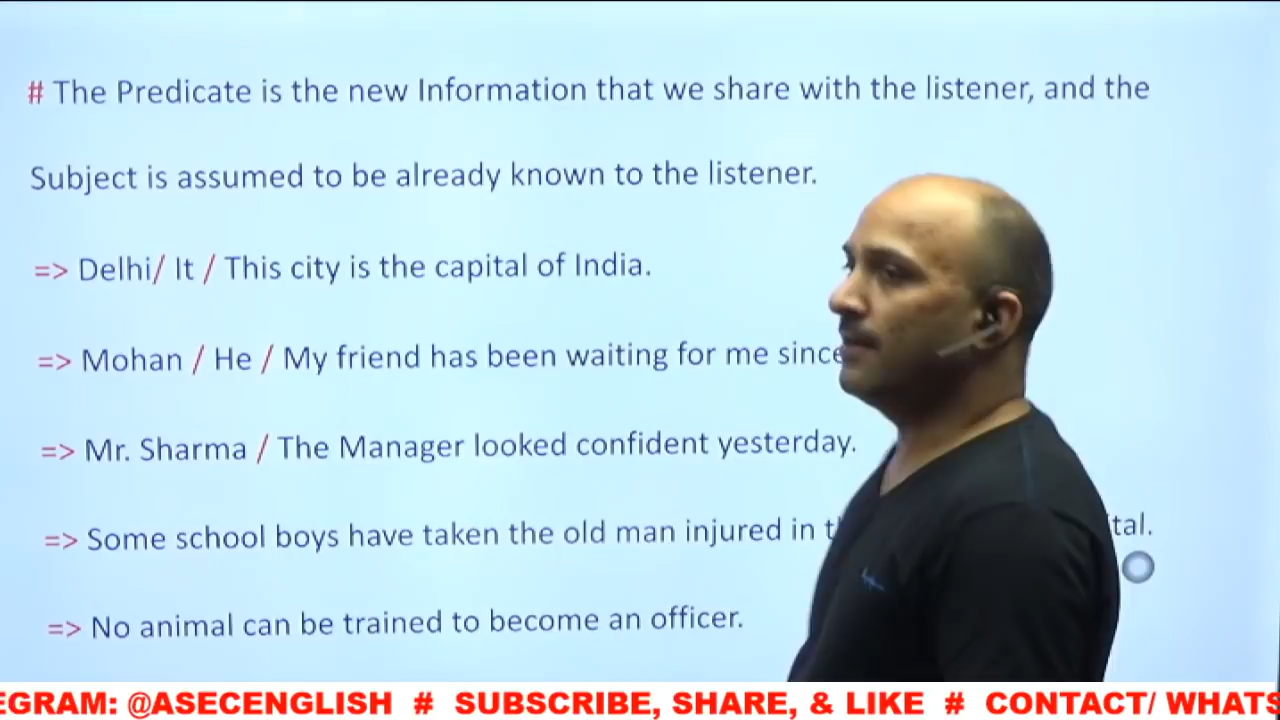 # The Predicate is the new Information that we share with the listener, and the
Subject is assumed to be already known to the listener.
=> Delhi/ It / This city is the capital of India.
=> Mohan / He / My friend has been waiting for me since
=> Mr. Sharma / The Manager looked confident yesterday.
=> Some school boys have taken the old man injured in tal.
=> No animal can be trained to become an officer.
EGRAM: @ASECENGLISH # SUBSCRIBE, SHARE, & LIKE # CONTACT/ WHATS